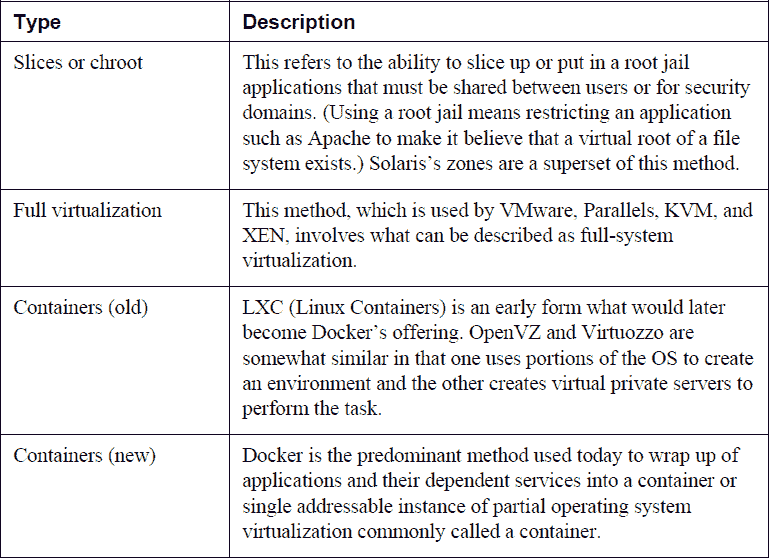 Type Description
Slices or chroot This refers to the ability to slice up or put in a root jail
applications that must be shared between users or for security
domains. (Using a root jail means restricting an application
such as Apache to make it believe that a virtual root of a file
system exists.) Solaris’s zones are a superset of this method.
Full virtualization This method, which is used by VMware, Parallels, KVM, and
XEN, involves what can be described as full-system
virtualization.
Containers (old) LXC (Linux Containers) is an early form what would later
become Docker’s offering. OpenVZ and Virtuozzo are
somewhat similar in that one uses portions of the OS to create
an environment and the other creates virtual private servers to
perform the task.
Containers (new) Docker is the predominant method used today to wrap up of
applications and their dependent services into a container or
single addressable instance of partial operating system
virtualization commonly called a container.